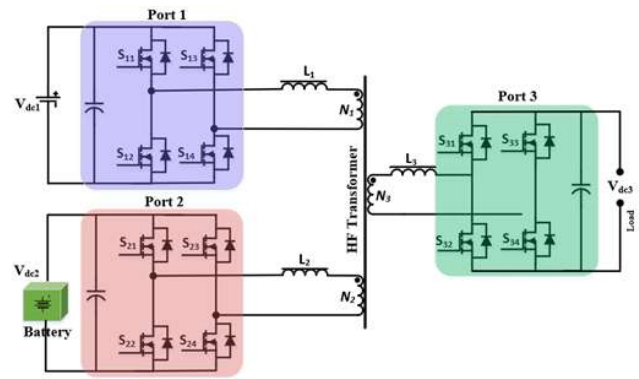 Port 1
S11
S13
L1
Vdc1
N1
S12
S14
Port 3
S31
S33
L3
HF Transformer
N3
Vdc3
Load
S32
S34
Port 2
S21
S23
L2
Vdc2
N2
Battery
S22
S24